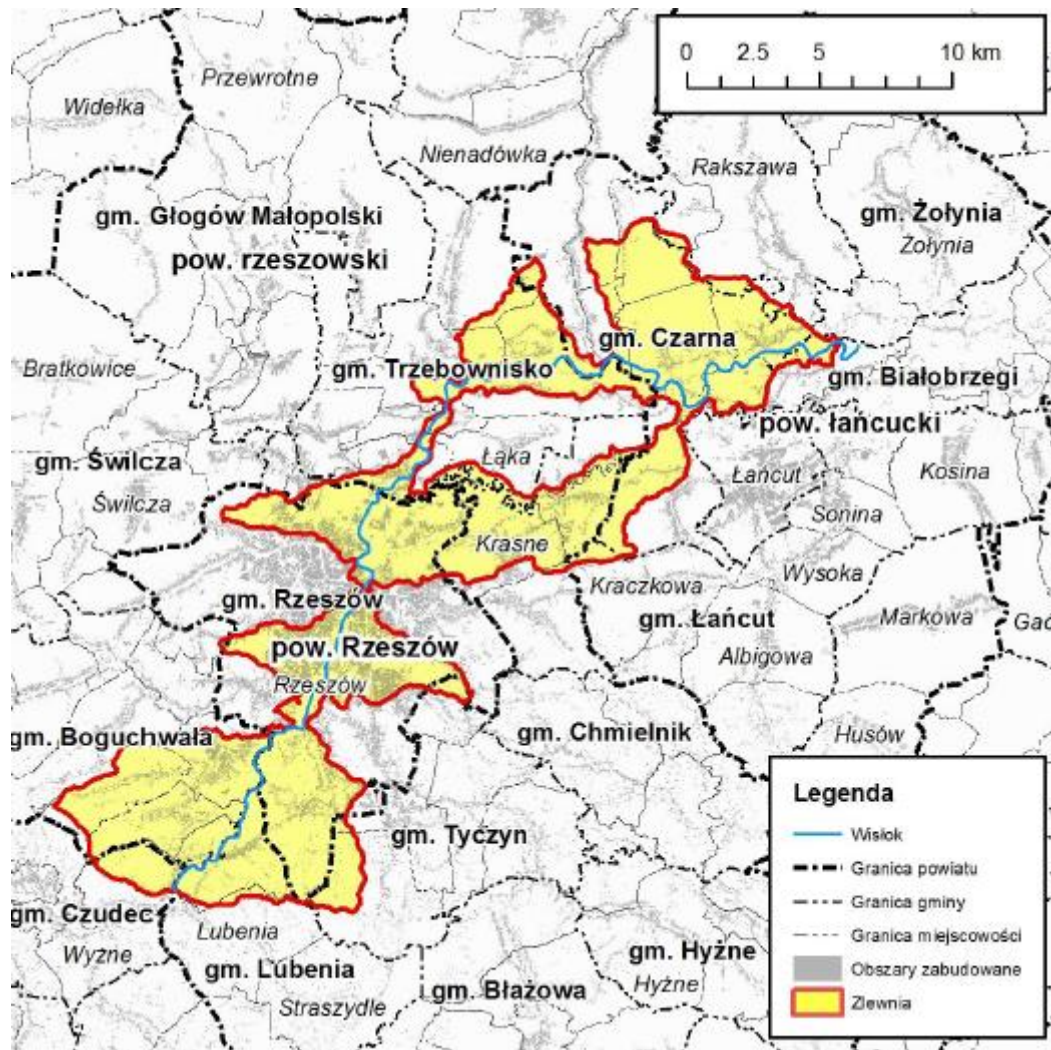 0 2.5 5 10 km
Przewrotne
Widełka
Nienadówka
Rakszawa
gm. Głogów Małopolski
gm. Żołynia
Żołynia
pow. rzeszowski
gm. Czarna
Bratkowice
gm. Trzebownisko
gm. Białobrzegi
pow. łańcucki
gm. Świlcza
Łąka
Łańcut
Kosina
Świlcza
Sonina
Krasne
Wysoka
Kraczkowa
gm. Rzeszów
gm. Łańcut
Markowa
Gać
pow. Rzeszów
Albigowa
Rzeszów
gm. Boguchwała
gm. Chmielnik
Husów
Legenda
Wisłok
Granica powiatu
Granica gminy
Granica miejscowości
Obszary zabudowane
Zlewnia
gm. Tyczyn
gm. Czudec
Lubenia
Wyżne
gm. Lubenia
gm. Hyżne
Hyżne
gm. Błażowa
Straszydle